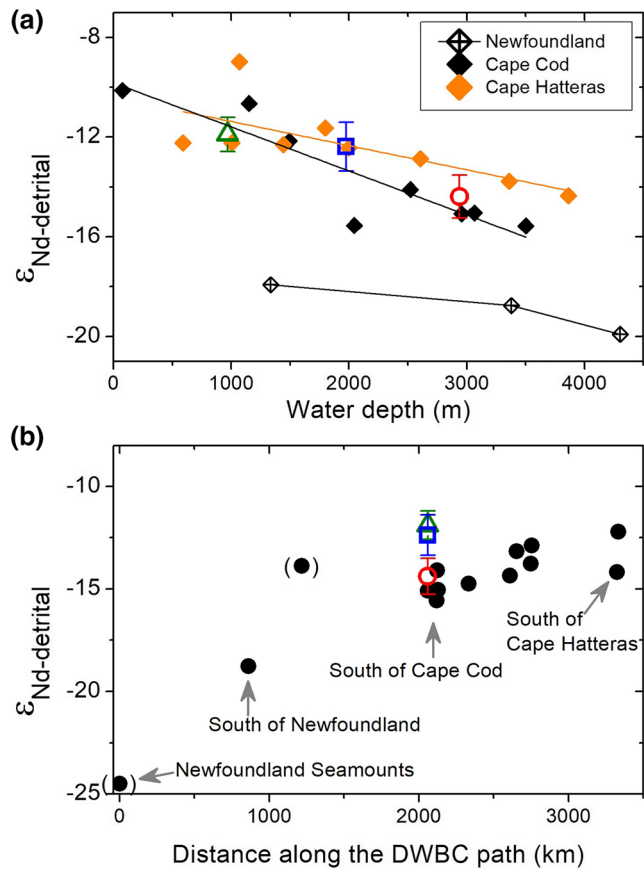 (a)
-8
-12
-16
-20
εNd-detrital
Newfoundland
Cape Cod
Cape Hatteras
0 1000 2000 3000 4000
Water depth (m)
(b)
-10
-15
-20
-25
εNd-detrital
( )
South of Cape Hatteras
South of Cape Cod
South of Newfoundland
( ) Newfoundland Seamounts
0 1000 2000 3000
Distance along the DWBC path (km)